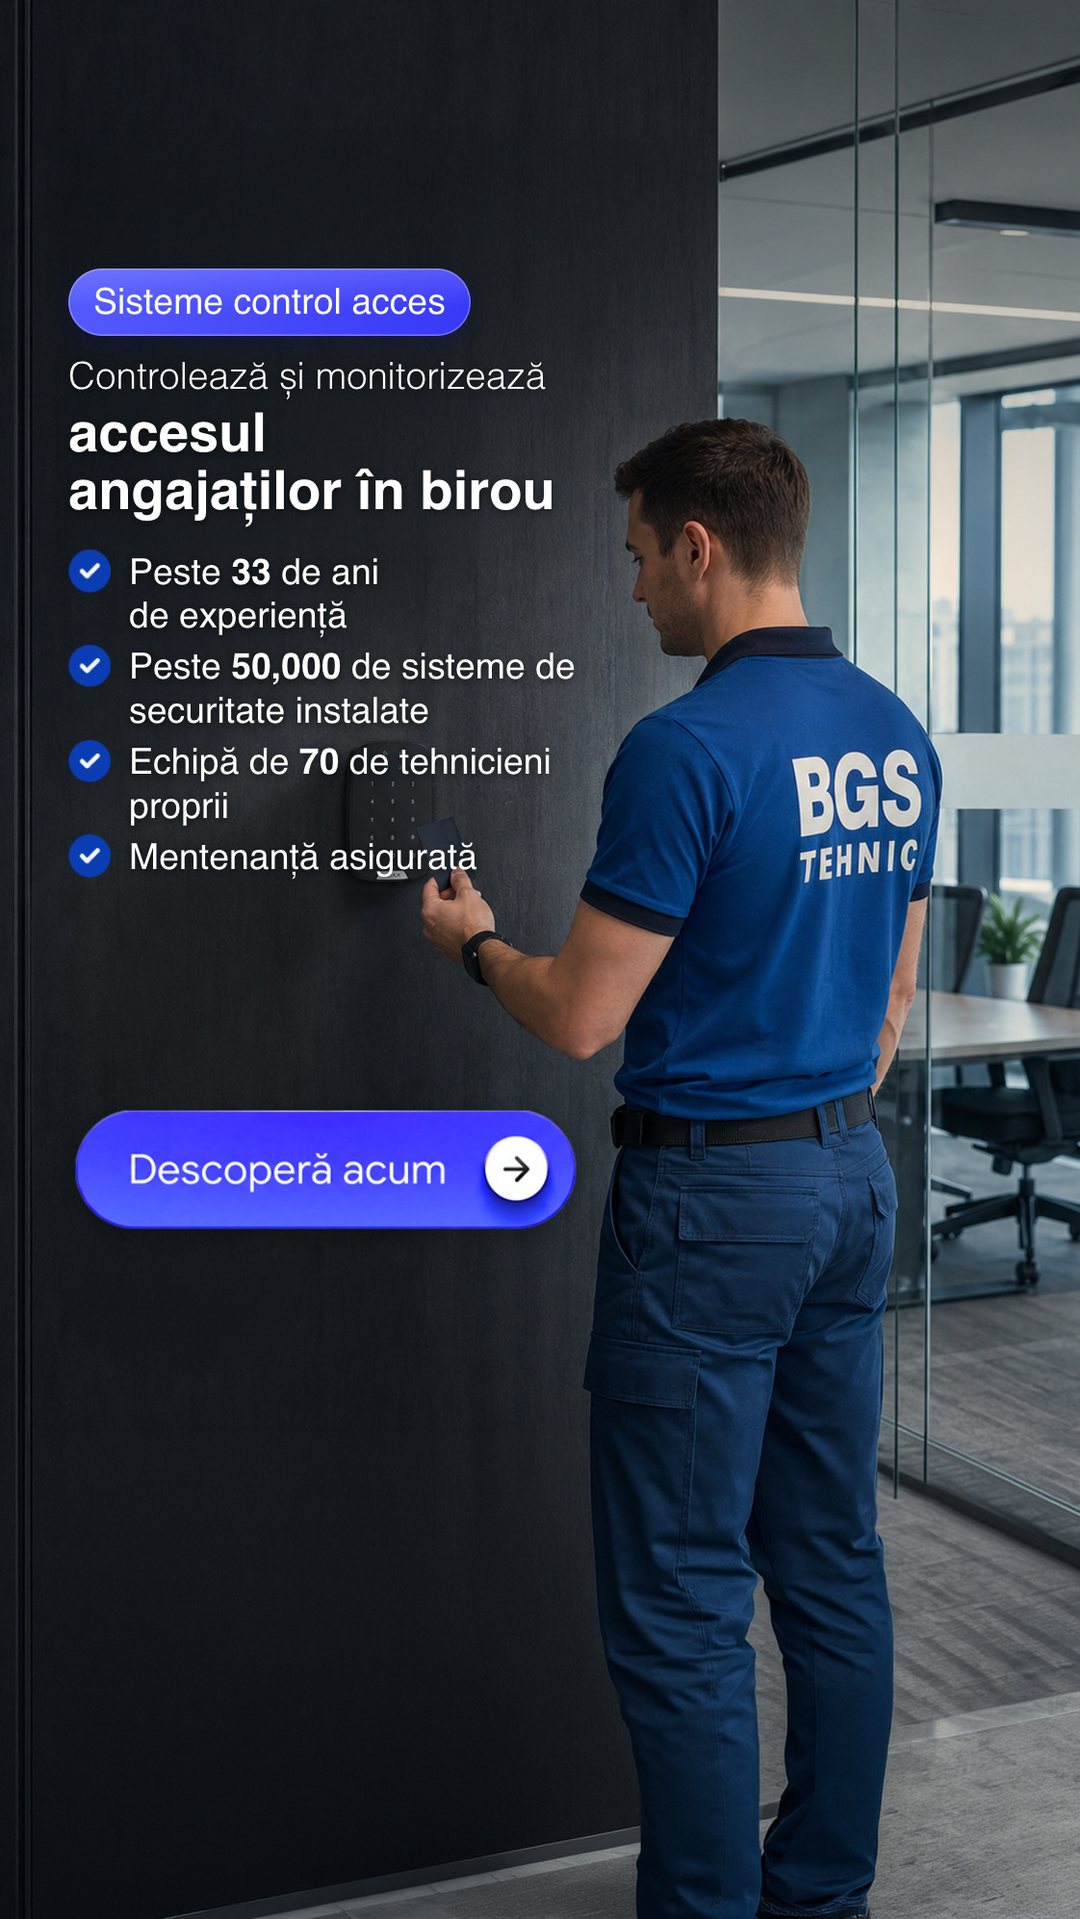 Sisteme control acces
Controlează și monitorizează
accesul
angajaților în birou
Peste 33 de ani
de experiență
Peste 50,000 de sisteme de
securitate instalate
Echipă de 70 de tehnicieni
proprii
Mentenanță asigurată
BGS
TEHNIC
Descoperă acum